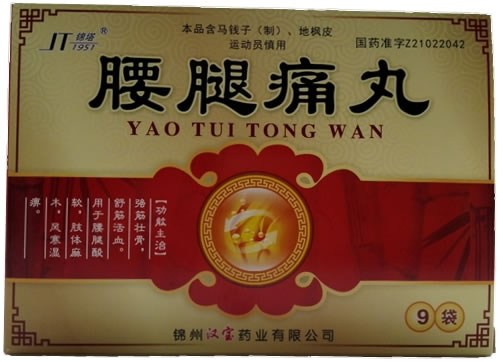 本品含马钱子（制）、地枫皮
运动员慎用
JT 锦塔®
1951
国药准字Z21022042
腰腿痛丸
YAO TUI TONG WAN
【功能主治】
强筋壮骨，
舒筋活血。
用于腰腿酸
软，肢体麻
木，风寒湿
痹。
9袋
锦州汉宝药业有限公司